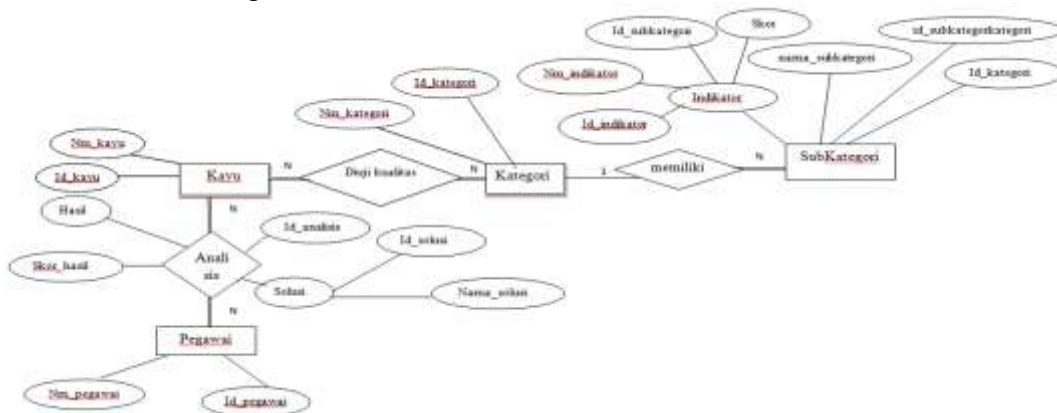 Skor
Id_subkategori
id_subkategorikategori
nama_subkategori
Nm_indikator
Id_kategori
Id_kategori
Indikator
Nm_kategori
Id_indikator
Nm_kayu
SubKategori
N
N
N
memiliki
Kayu
Diuji kualitas
Kategori
1
Id_kayu
Hasil
N
Id_analisis
Id_solusi
Anali
sis
Skor_hasil
Solusi
Nama_solusi
N
Pegawai
Nm_pegawai
Id_pegawai